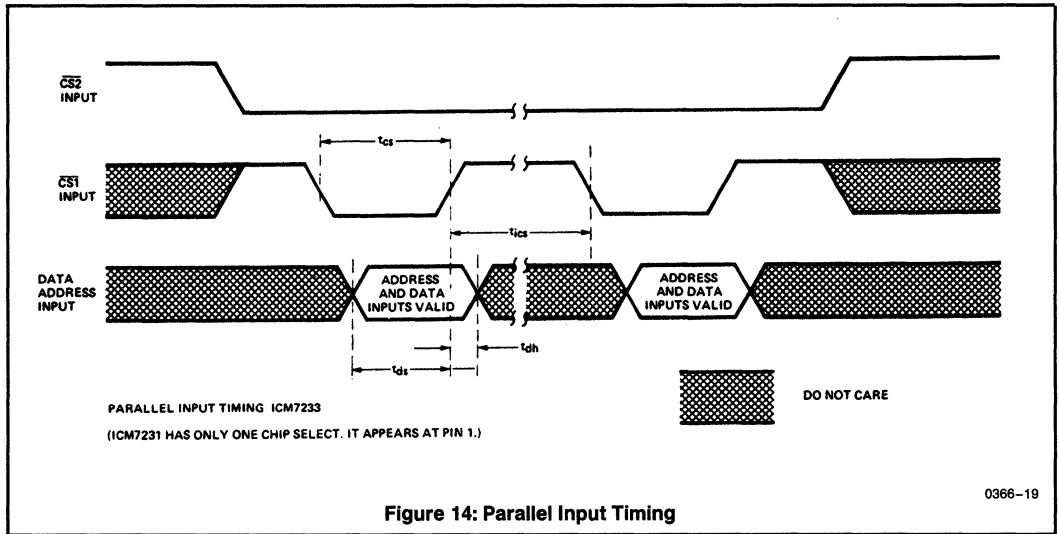 CS2
INPUT
tcs
CS1
INPUT
tics
DATA
ADDRESS
INPUT
ADDRESS
AND DATA
INPUTS VALID
ADDRESS
AND DATA
INPUTS VALID
tdh
tds
PARALLEL INPUT TIMING ICM7233
(ICM7231 HAS ONLY ONE CHIP SELECT. IT APPEARS AT PIN 1.)
DO NOT CARE
0366–19
Figure 14: Parallel Input Timing